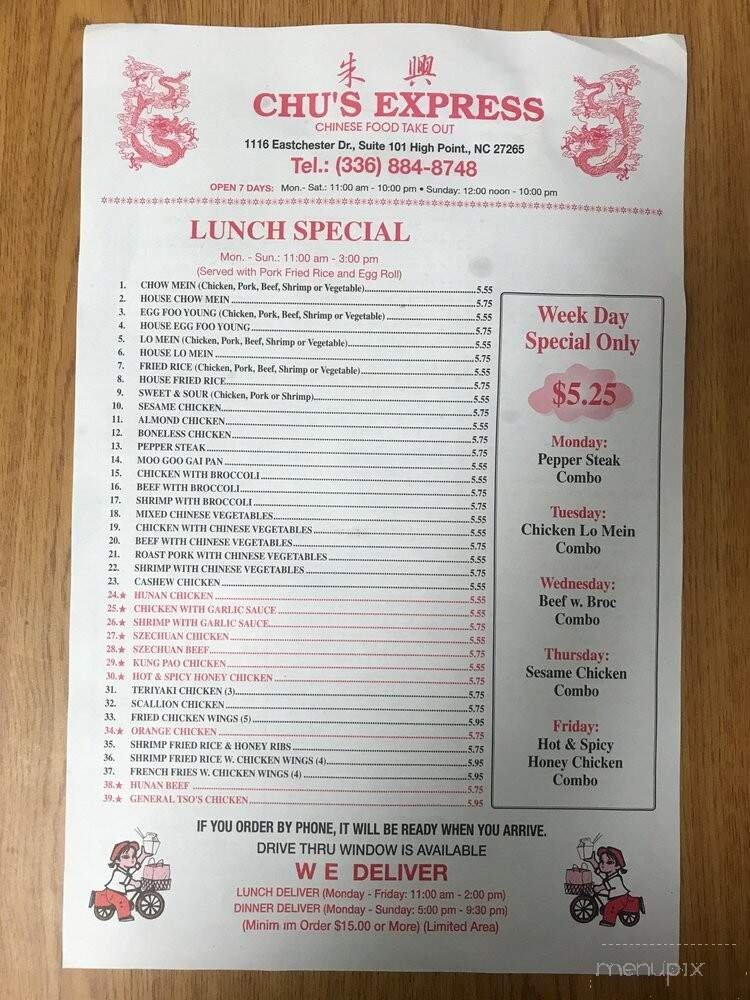 朱 興
CHU'S EXPRESS
CHINESE FOOD TAKE OUT
1116 Eastchester Dr., Suite 101 High Point., NC 27265
Tel.: (336) 884-8748
OPEN 7 DAYS: Mon.- Sat.: 11:00 am - 10:00 pm • Sunday: 12:00 noon - 10:00 pm
LUNCH SPECIAL
Mon. - Sun.: 11:00 am - 3:00 pm
(Served with Pork Fried Rice and Egg Roll)
1. CHOW MEIN (Chicken, Pork, Beef, Shrimp or Vegetable) 5.55
2. HOUSE CHOW MEIN 5.75
3. EGG FOO YOUNG (Chicken, Pork, Beef, Shrimp or Vegetable) 5.55
4. HOUSE EGG FOO YOUNG 5.75
5. LO MEIN (Chicken, Pork, Beef, Shrimp or Vegetable) 5.55
6. HOUSE LO MEIN 5.75
7. FRIED RICE (Chicken, Pork, Beef, Shrimp or Vegetable) 5.55
8. HOUSE FRIED RICE 5.75
9. SWEET & SOUR (Chicken, Pork or Shrimp) 5.55
10. SESAME CHICKEN 5.75
11. ALMOND CHICKEN 5.55
12. BONELESS CHICKEN 5.75
13. PEPPER STEAK 5.75
14. MOO GOO GAI PAN 5.55
15. CHICKEN WITH BROCCOLI 5.55
16. BEEF WITH BROCCOLI 5.75
17. SHRIMP WITH BROCCOLI 5.75
18. MIXED CHINESE VEGETABLES 5.55
19. CHICKEN WITH CHINESE VEGETABLES 5.55
20. BEEF WITH CHINESE VEGETABLES 5.75
21. ROAST PORK WITH CHINESE VEGETABLES 5.55
22. SHRIMP WITH CHINESE VEGETABLES 5.75
23. CASHEW CHICKEN 5.55
24.★ HUNAN CHICKEN 5.55
25.★ CHICKEN WITH GARLIC SAUCE 5.55
26.★ SHRIMP WITH GARLIC SAUCE 5.75
27.★ SZECHUAN CHICKEN 5.55
28.★ SZECHUAN BEEF 5.75
29.★ KUNG PAO CHICKEN 5.55
30.★ HOT & SPICY HONEY CHICKEN 5.75
31. TERIYAKI CHICKEN (3) 5.75
32. SCALLION CHICKEN 5.75
33. FRIED CHICKEN WINGS (5) 5.95
34.★ ORANGE CHICKEN 5.75
35. SHRIMP FRIED RICE & HONEY RIBS 5.75
36. SHRIMP FRIED RICE W. CHICKEN WINGS (4) 5.95
37. FRENCH FRIES W. CHICKEN WINGS (4) 5.95
38.★ HUNAN BEEF 5.75
39.★ GENERAL TSO'S CHICKEN 5.95
Week Day
Special Only
$5.25
Monday:
Pepper Steak
Combo
Tuesday:
Chicken Lo Mein
Combo
Wednesday:
Beef w. Broc
Combo
Thursday:
Sesame Chicken
Combo
Friday:
Hot & Spicy
Honey Chicken
Combo
IF YOU ORDER BY PHONE, IT WILL BE READY WHEN YOU ARRIVE.
DRIVE THRU WINDOW IS AVAILABLE
WE DELIVER
LUNCH DELIVER (Monday - Friday: 11:00 am - 2:00 pm)
DINNER DELIVER (Monday - Sunday: 5:00 pm - 9:30 pm)
(Minim ım Order $15.00 or More) (Limited Area)
menupix